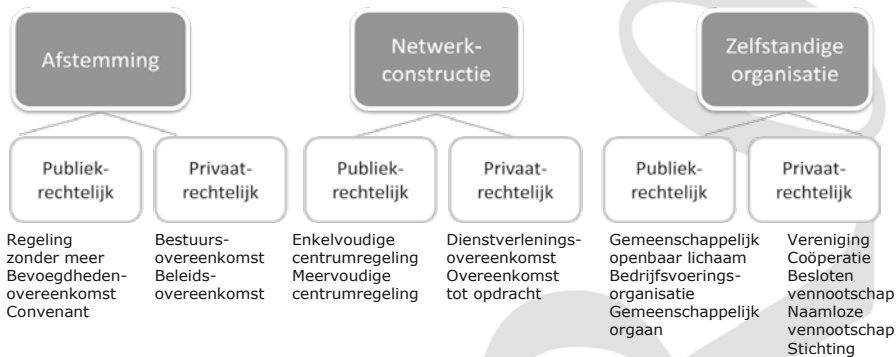 Afstemming
Netwerk-
constructie
Zelfstandige
organisatie
Publiek-
rechtelijk
Privaat-
rechtelijk
Publiek-
rechtelijk
Privaat-
rechtelijk
Publiek-
rechtelijk
Privaat-
rechtelijk
Regeling
zonder meer
Bevoegdheden-
overeenkomst
Convenant
Bestuurs-
overeenkomst
Beleids-
overeenkomst
Enkelvoudige
centrumregeling
Meervoudige
centrumregeling
Dienstverlenings-
overeenkomst
Overeenkomst
tot opdracht
Gemeenschappelijk
openbaar lichaam
Bedrijfsvoerings-
organisatie
Gemeenschappelijk
orgaan
Vereniging
Coöperatie
Besloten
vennootschap
Naamloze
vennootschap
Stichting